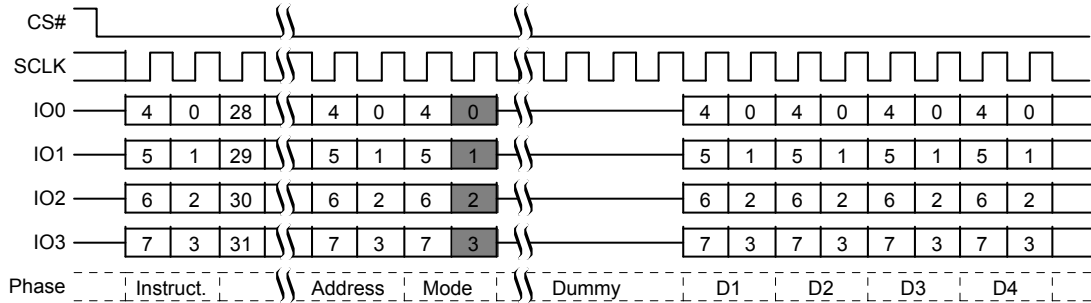 CS#
SCLK
IO0 4 0 28 4 0 4 0 4 0 4 0 4 0 4 0
IO1 5 1 29 5 1 5 1 5 1 5 1 5 1 5 1
IO2 6 2 30 6 2 6 2 6 2 6 2 6 2 6 2
IO3 7 3 31 7 3 7 3 7 3 7 3 7 3 7 3
Phase Instruct. Address Mode Dummy D1 D2 D3 D4